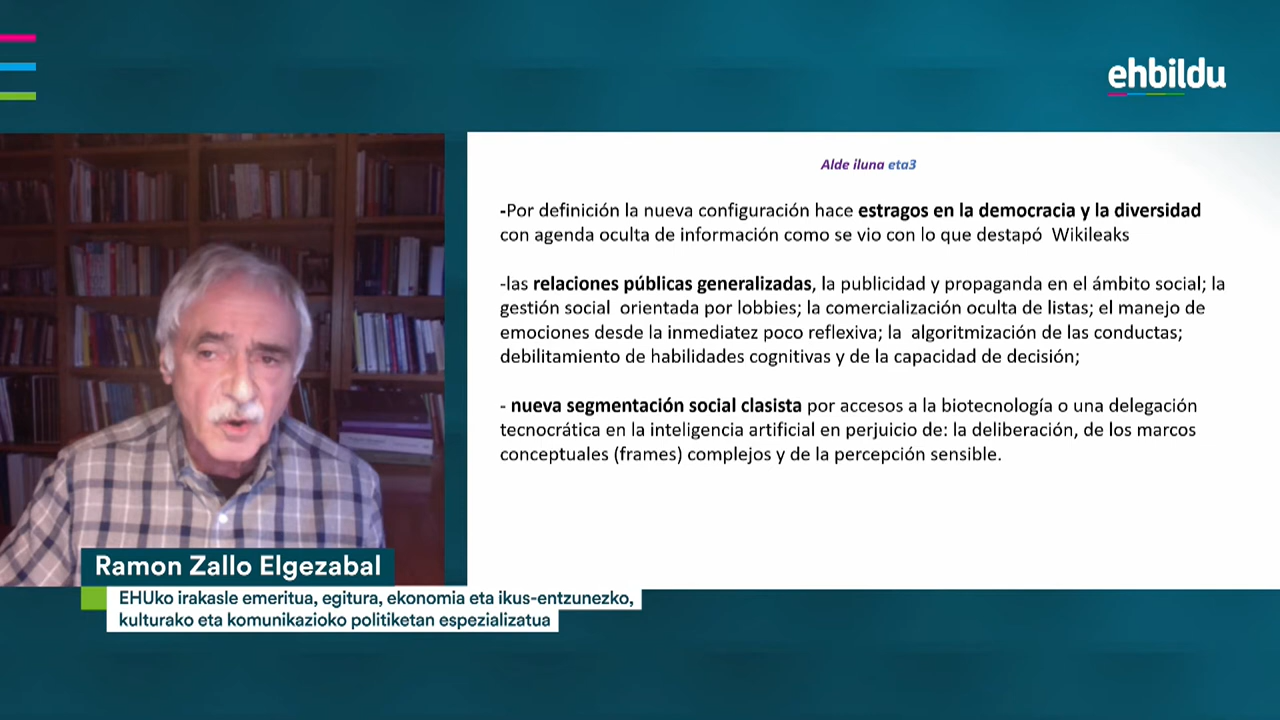 ehbildu
Alde iluna eta3
-Por definición la nueva configuración hace estragos en la democracia y la diversidad
con agenda oculta de información como se vio con lo que destapó Wikileaks
-las relaciones públicas generalizadas, la publicidad y propaganda en el ámbito social; la
gestión social orientada por lobbies; la comercialización oculta de listas; el manejo de
emociones desde la inmediatez poco reflexiva; la algoritmización de las conductas;
debilitamiento de habilidades cognitivas y de la capacidad de decisión;
- nueva segmentación social clasista por accesos a la biotecnología o una delegación
tecnocrática en la inteligencia artificial en perjuicio de: la deliberación, de los marcos
conceptuales (frames) complejos y de la percepción sensible.
Ramon Zallo Elgezabal
EHUko irakasle emeritua, egitura, ekonomia eta ikus-entzunezko,
kulturako eta komunikazioko politiketan espezializatua